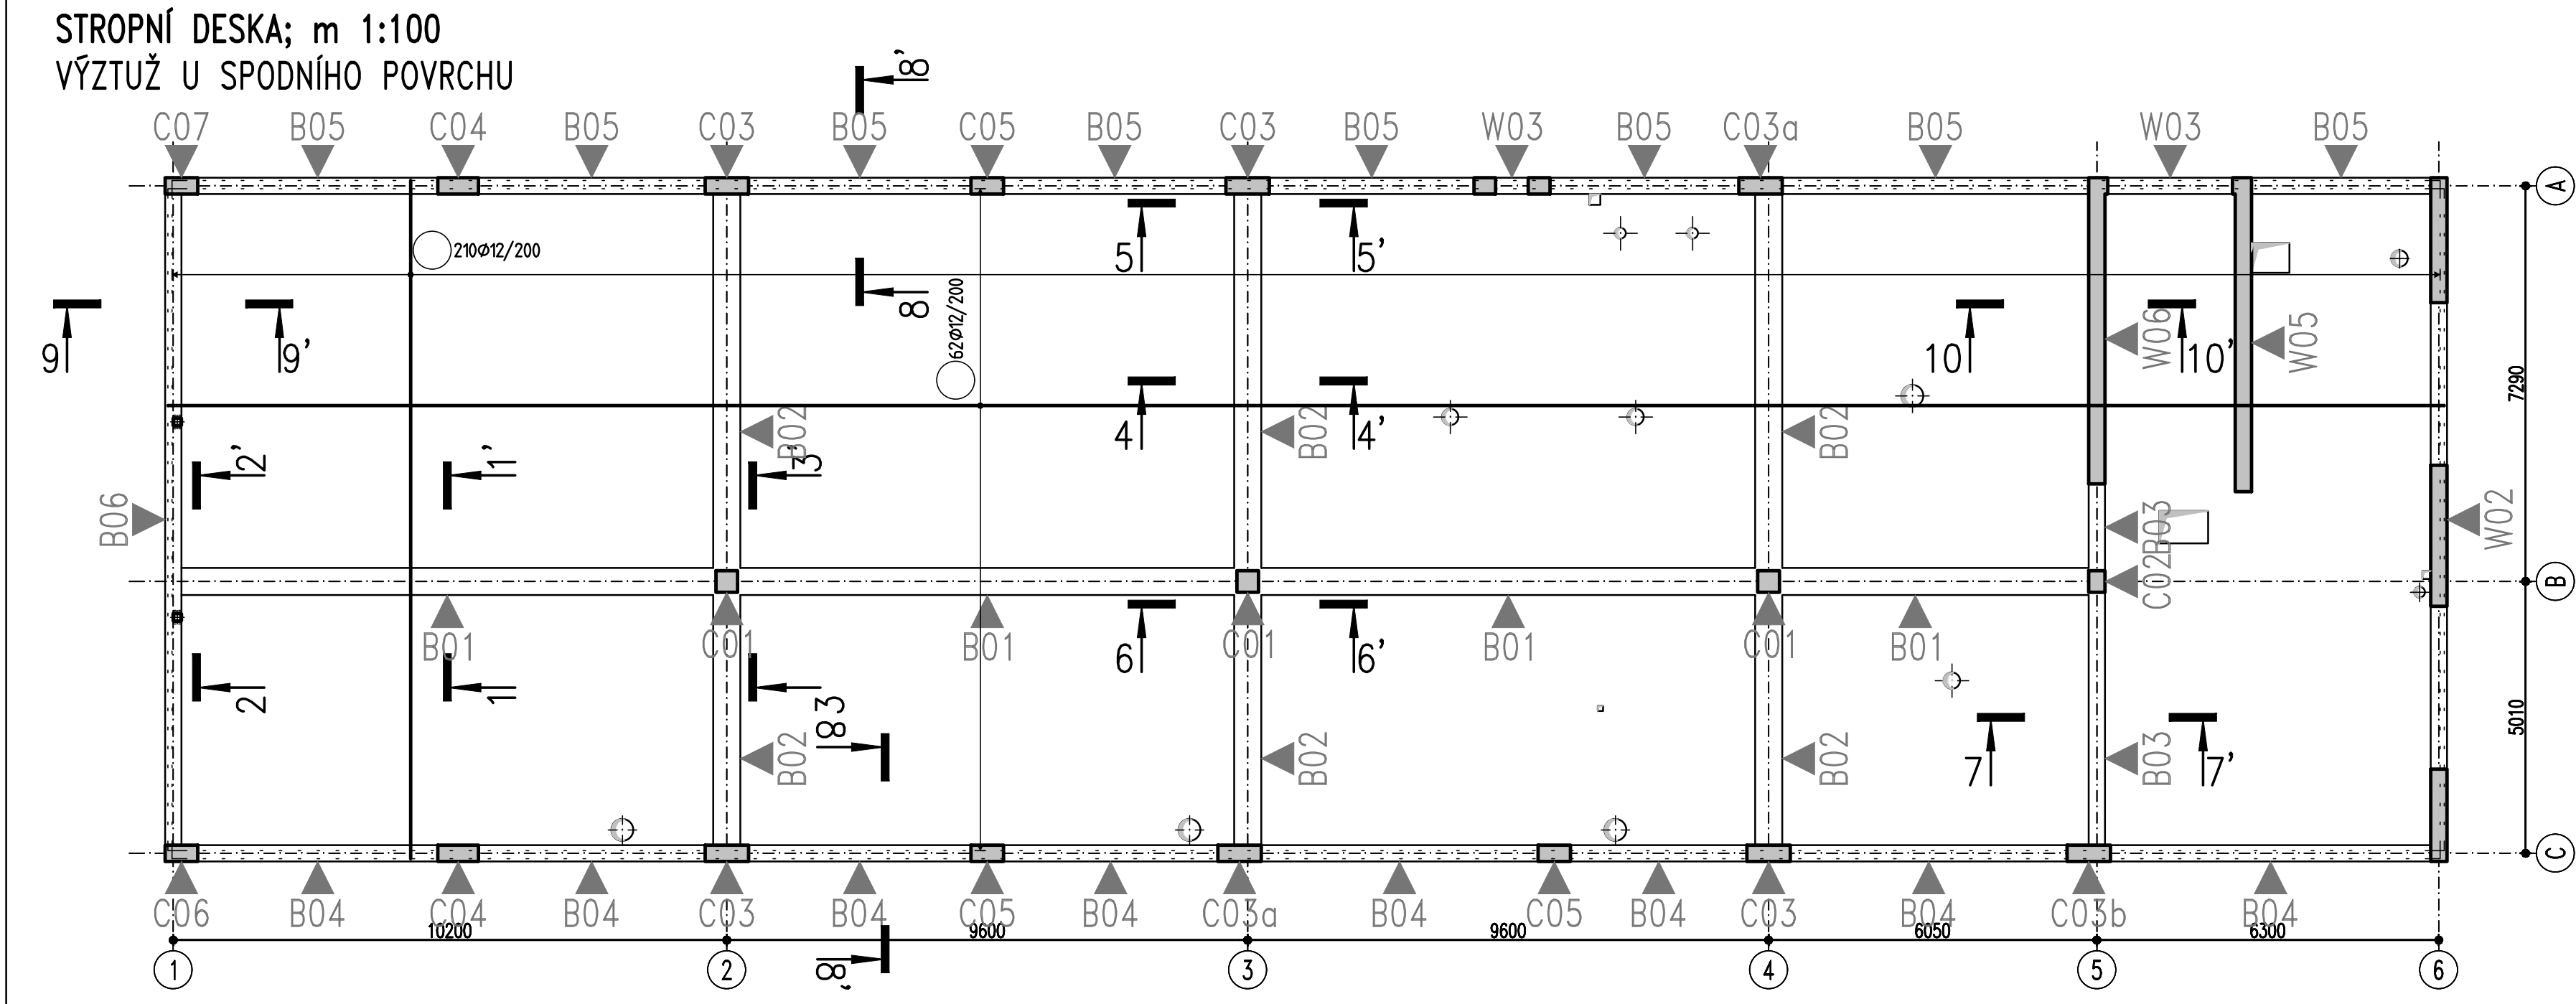 STROPNÍ DESKA; m 1:100
VÝZTUŽ U SPODNÍHO POVRCHU
8'
C07 B05 C04 B05 C03 B05 C05 B05 C03 B05 W03 B05 C03a B05 W03 B05
A
210Ø12/200
5 5'
8
62Ø12/200
9 9'
10 10'
W06
W05
7290
4 4'
B02 B02 B02
2' 1' 3'
B06
B03
W02
C02
B
B01 C01 B01 C01 B01 C01 B01
6 6'
2 1 3
8
5010
B02 B02 B02 B03
7 7'
C
C06 B04 C04 B04 C03 B04 C05 B04 C03a B04 C05 B04 C03 B04 C03b B04
10200 9600 9600 6050 6300
8'
1 2 3 4 5 6